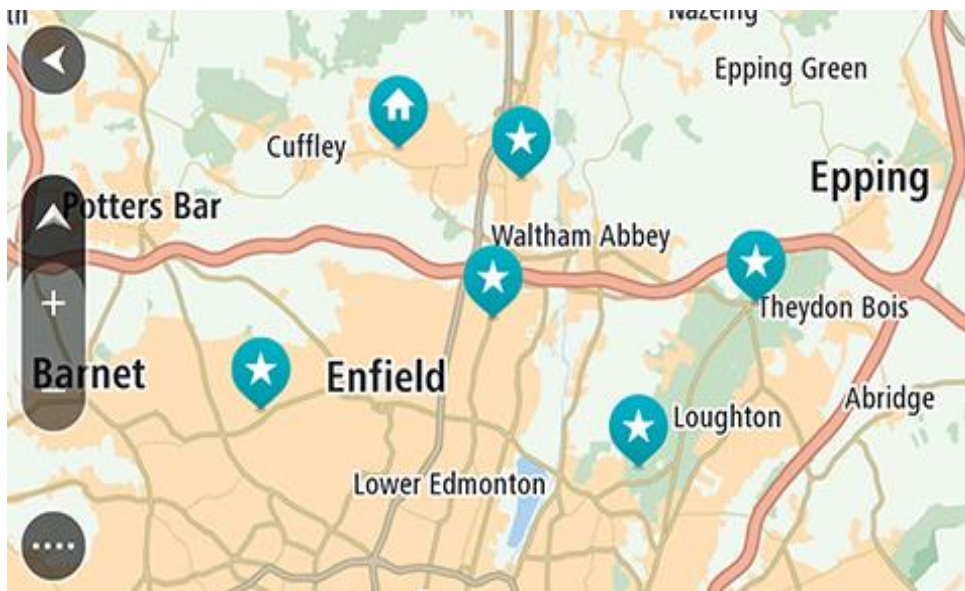 Nazeing
Epping Green
Cuffley
Epping
Potters Bar
Waltham Abbey
Theydon Bois
Barnet
Enfield
Abridge
Loughton
Lower Edmonton